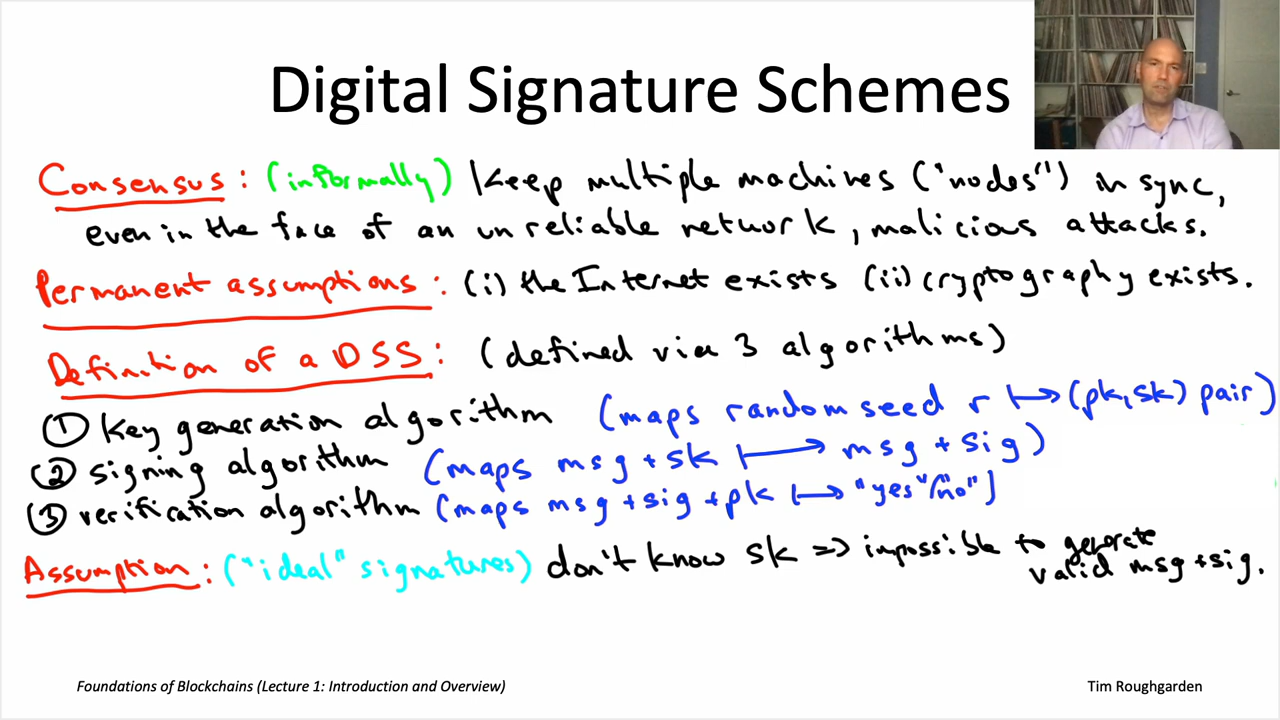 Digital Signature Schemes
Consensus: (informally) Keep multiple machines ("nodes") in sync,
even in the face of an unreliable network, malicious attacks.
Permanent assumptions: (i) the Internet exists (ii) cryptography exists.
Definition of a DSS: (defined via 3 algorithms)
① Key generation algorithm (maps random seed r ↦ (pk, sk) pair)
② signing algorithm (maps msg + sk ↦ msg + sig)
③ verification algorithm (maps msg + sig + pk ↦ "yes"/"no")
Assumption: ("ideal" signatures) don't know sk => impossible to generate
valid msg + sig.
Foundations of Blockchains (Lecture 1: Introduction and Overview)
Tim Roughgarden